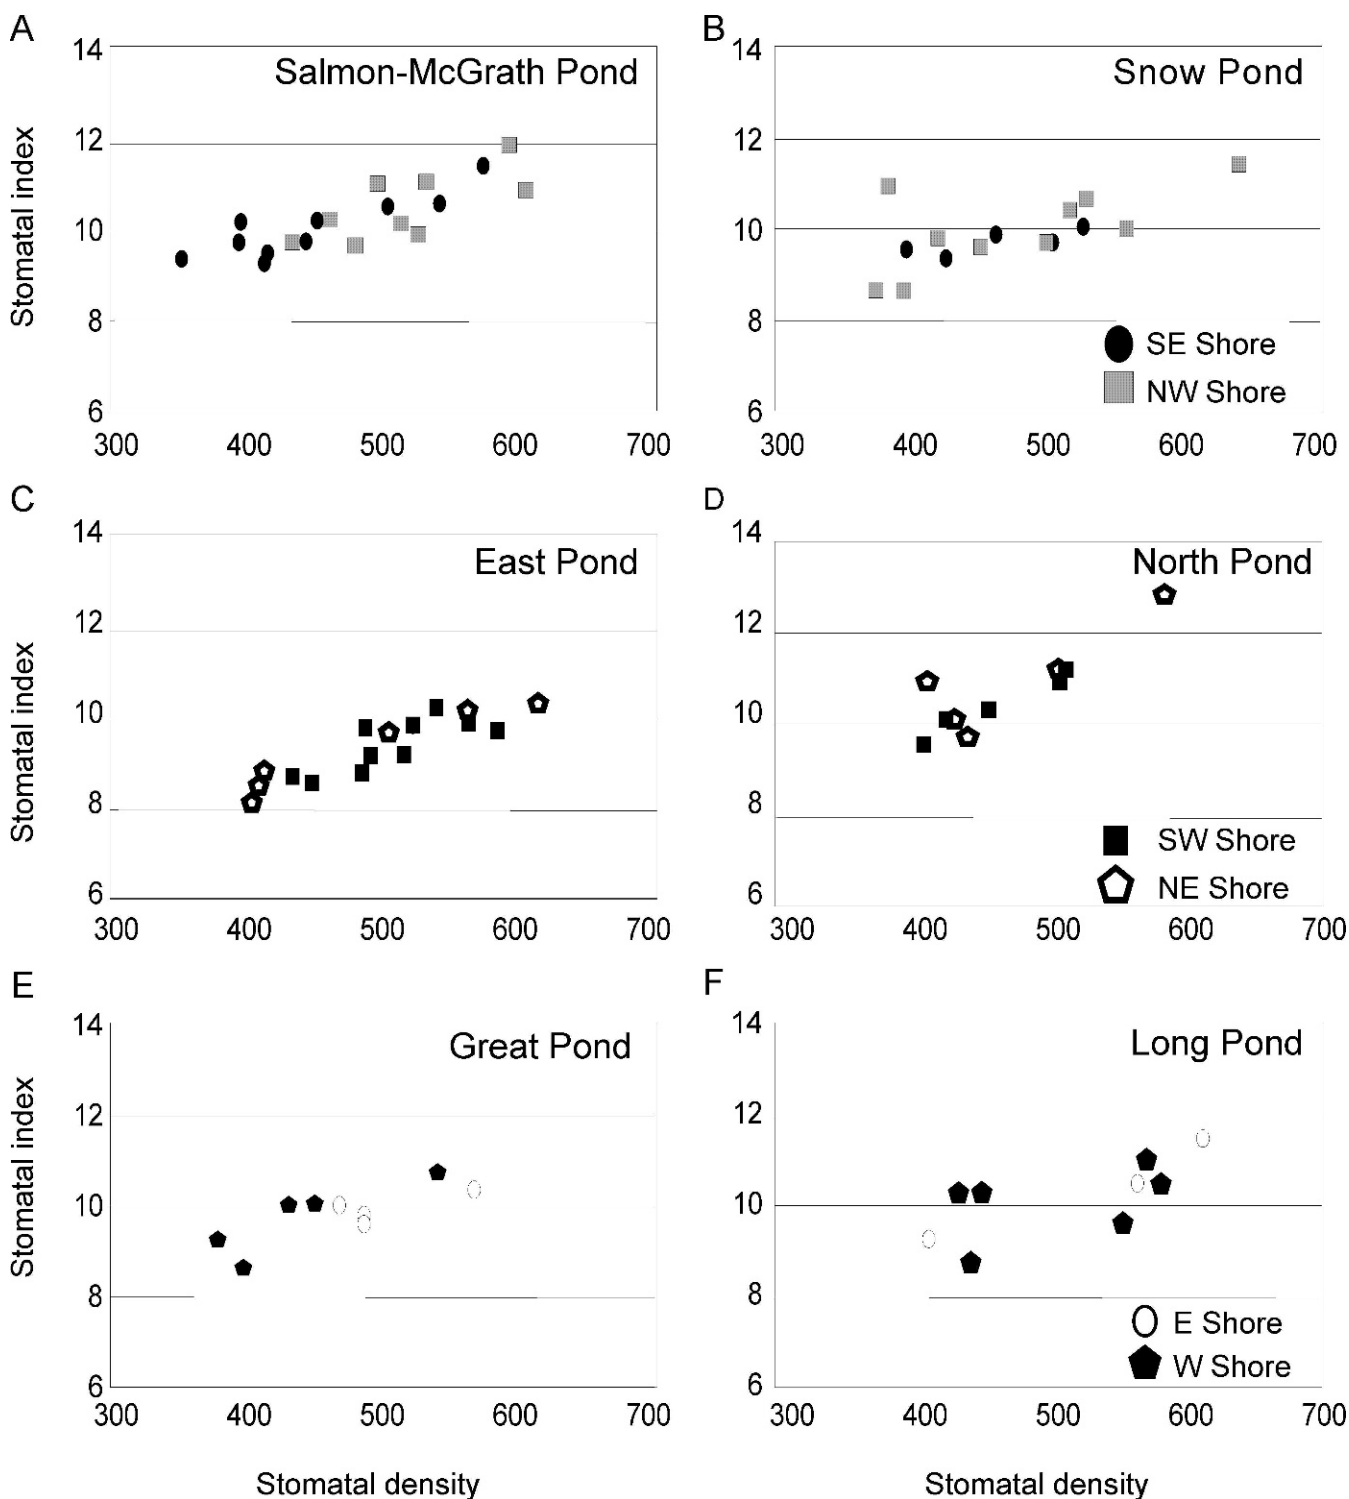 A
B
14
Salmon-McGrath Pond
14
Snow Pond
12
12
Stomatal index
10
10
8
8
SE Shore
NW Shore
6
6
300 400 500 600 700
300 400 500 600 700
C
D
14
East Pond
14
North Pond
12
12
Stomatal index
10
10
8
8
SW Shore
NE Shore
6
6
300 400 500 600 700
300 400 500 600 700
E
F
14
Great Pond
14
Long Pond
12
12
Stomatal index
10
10
8
8
E Shore
W Shore
6
6
300 400 500 600 700
300 400 500 600 700
Stomatal density
Stomatal density